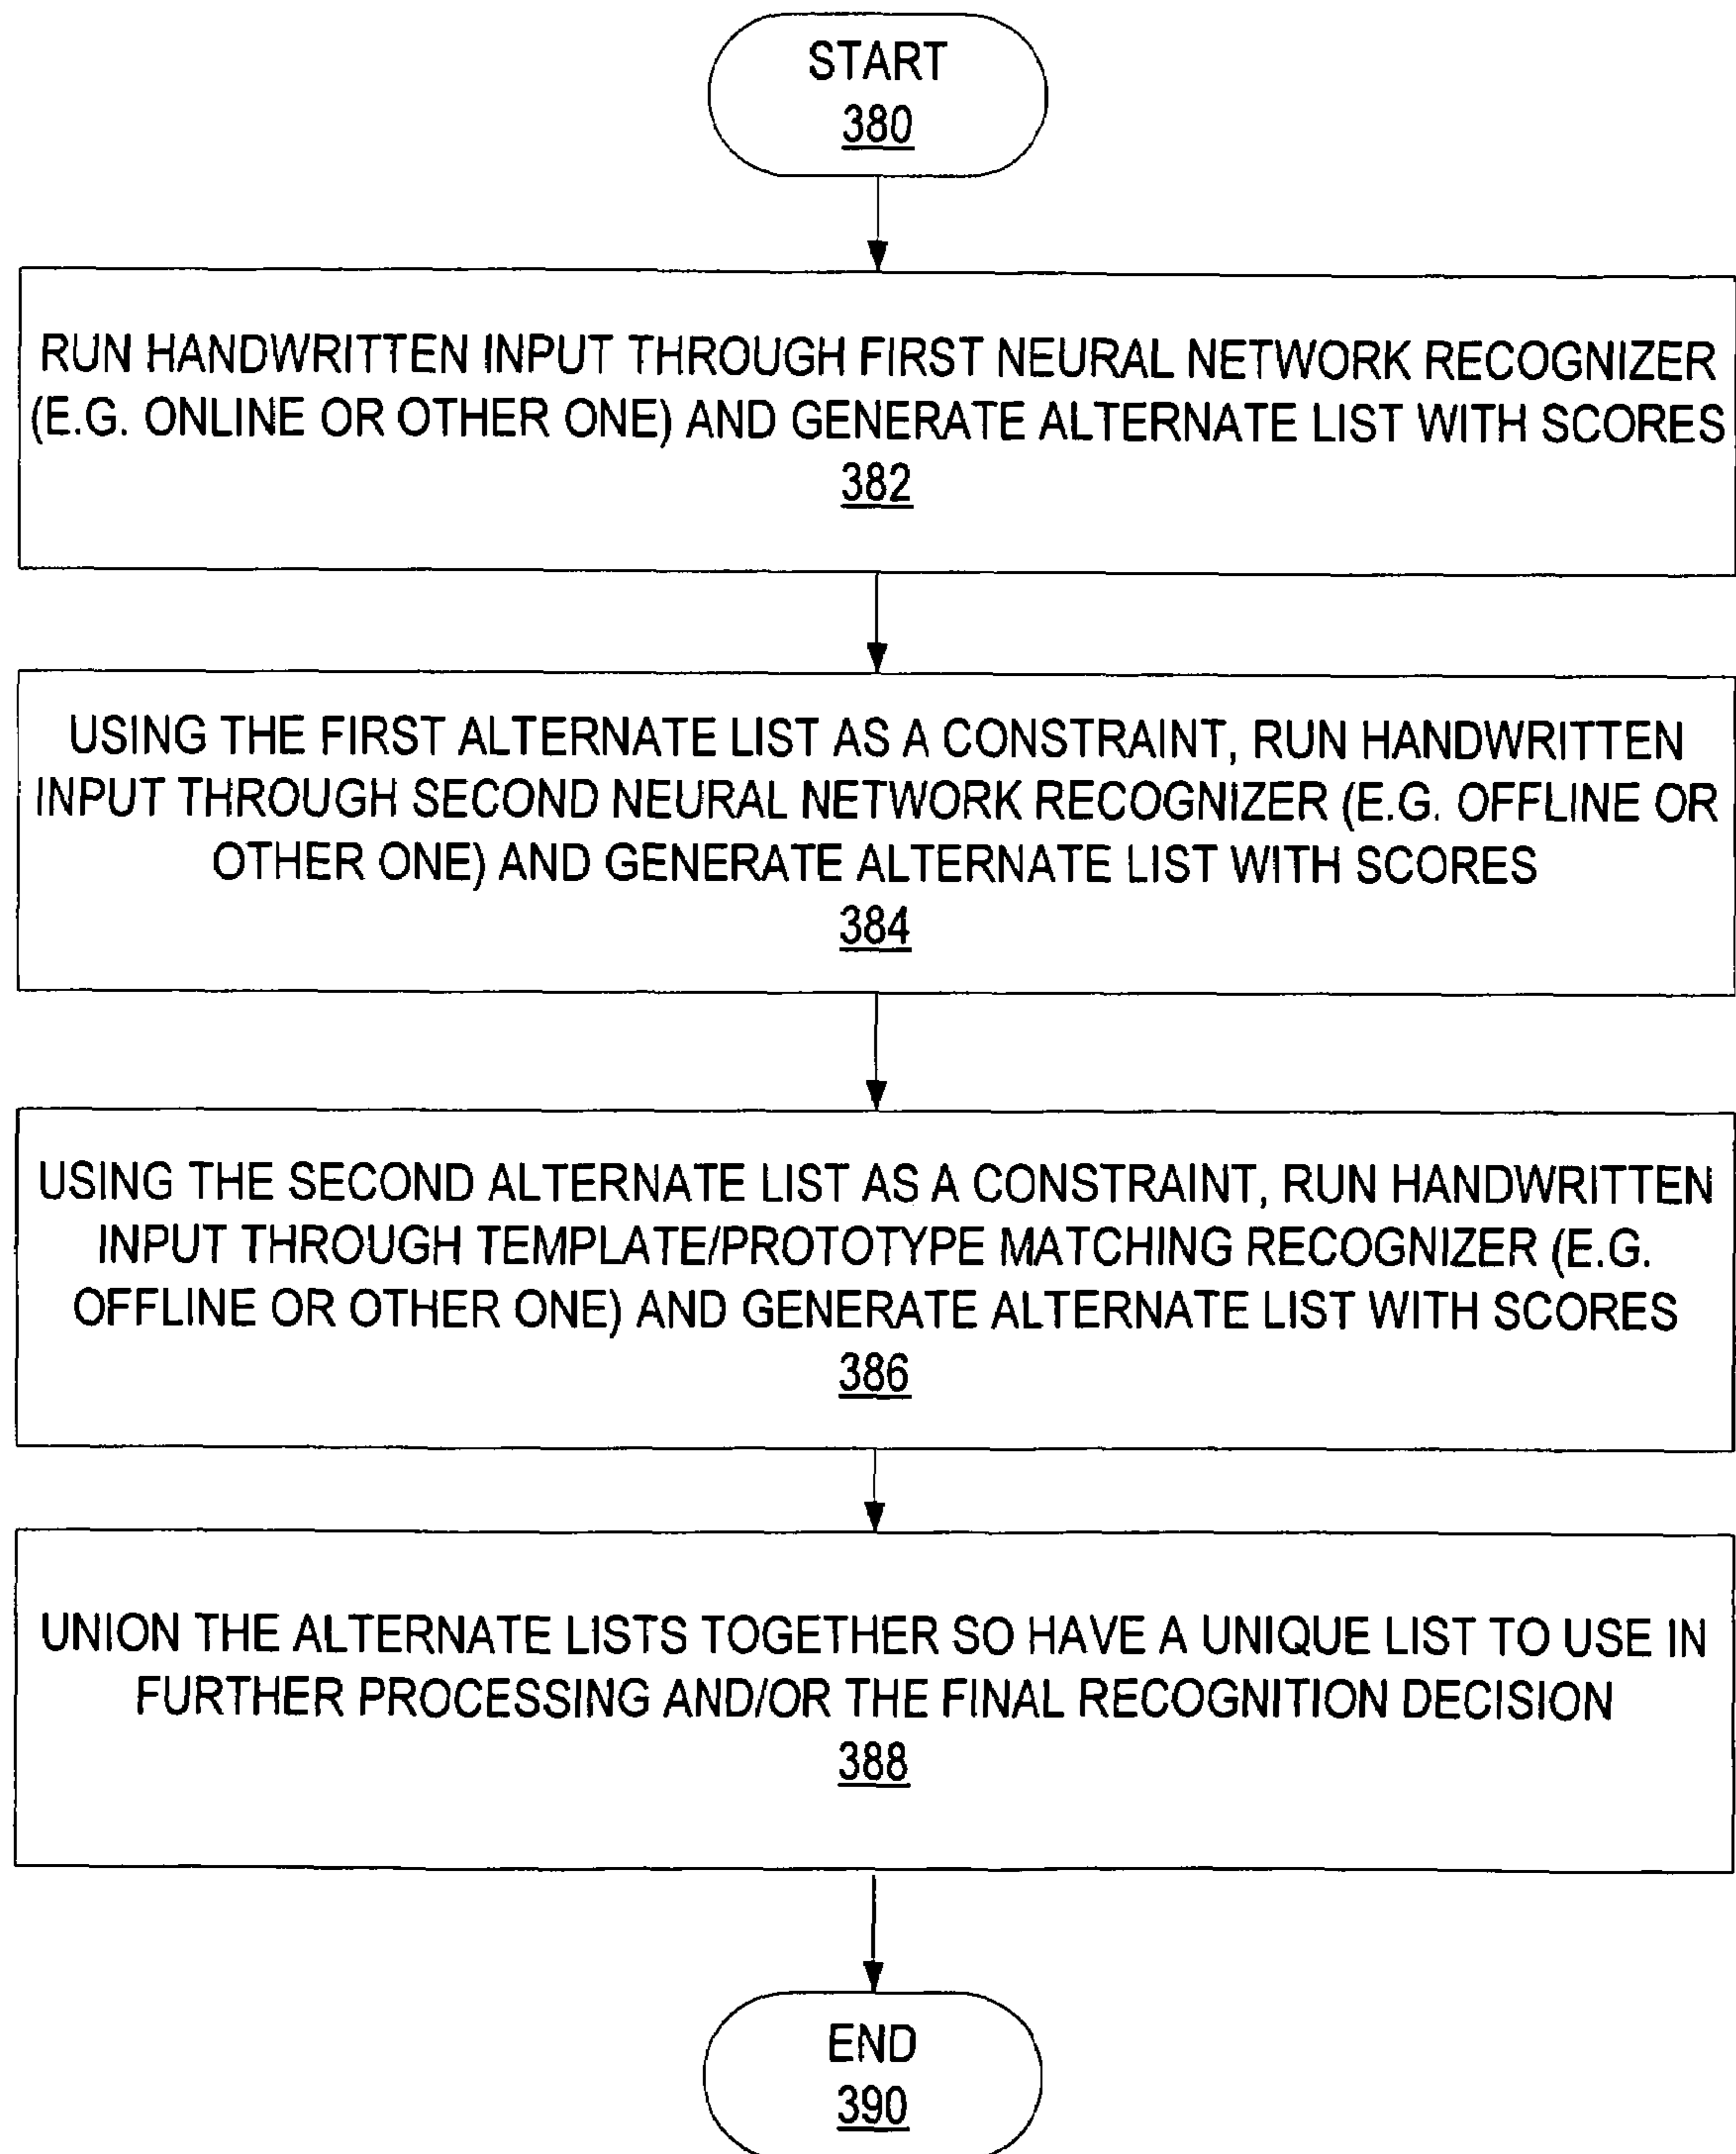 START
380
RUN HANDWRITTEN INPUT THROUGH FIRST NEURAL NETWORK RECOGNIZER
(E.G. ONLINE OR OTHER ONE) AND GENERATE ALTERNATE LIST WITH SCORES
382
USING THE FIRST ALTERNATE LIST AS A CONSTRAINT, RUN HANDWRITTEN
INPUT THROUGH SECOND NEURAL NETWORK RECOGNIZER (E.G. OFFLINE OR
OTHER ONE) AND GENERATE ALTERNATE LIST WITH SCORES
384
USING THE SECOND ALTERNATE LIST AS A CONSTRAINT, RUN HANDWRITTEN
INPUT THROUGH TEMPLATE/PROTOTYPE MATCHING RECOGNIZER (E.G.
OFFLINE OR OTHER ONE) AND GENERATE ALTERNATE LIST WITH SCORES
386
UNION THE ALTERNATE LISTS TOGETHER SO HAVE A UNIQUE LIST TO USE IN
FURTHER PROCESSING AND/OR THE FINAL RECOGNITION DECISION
388
END
390